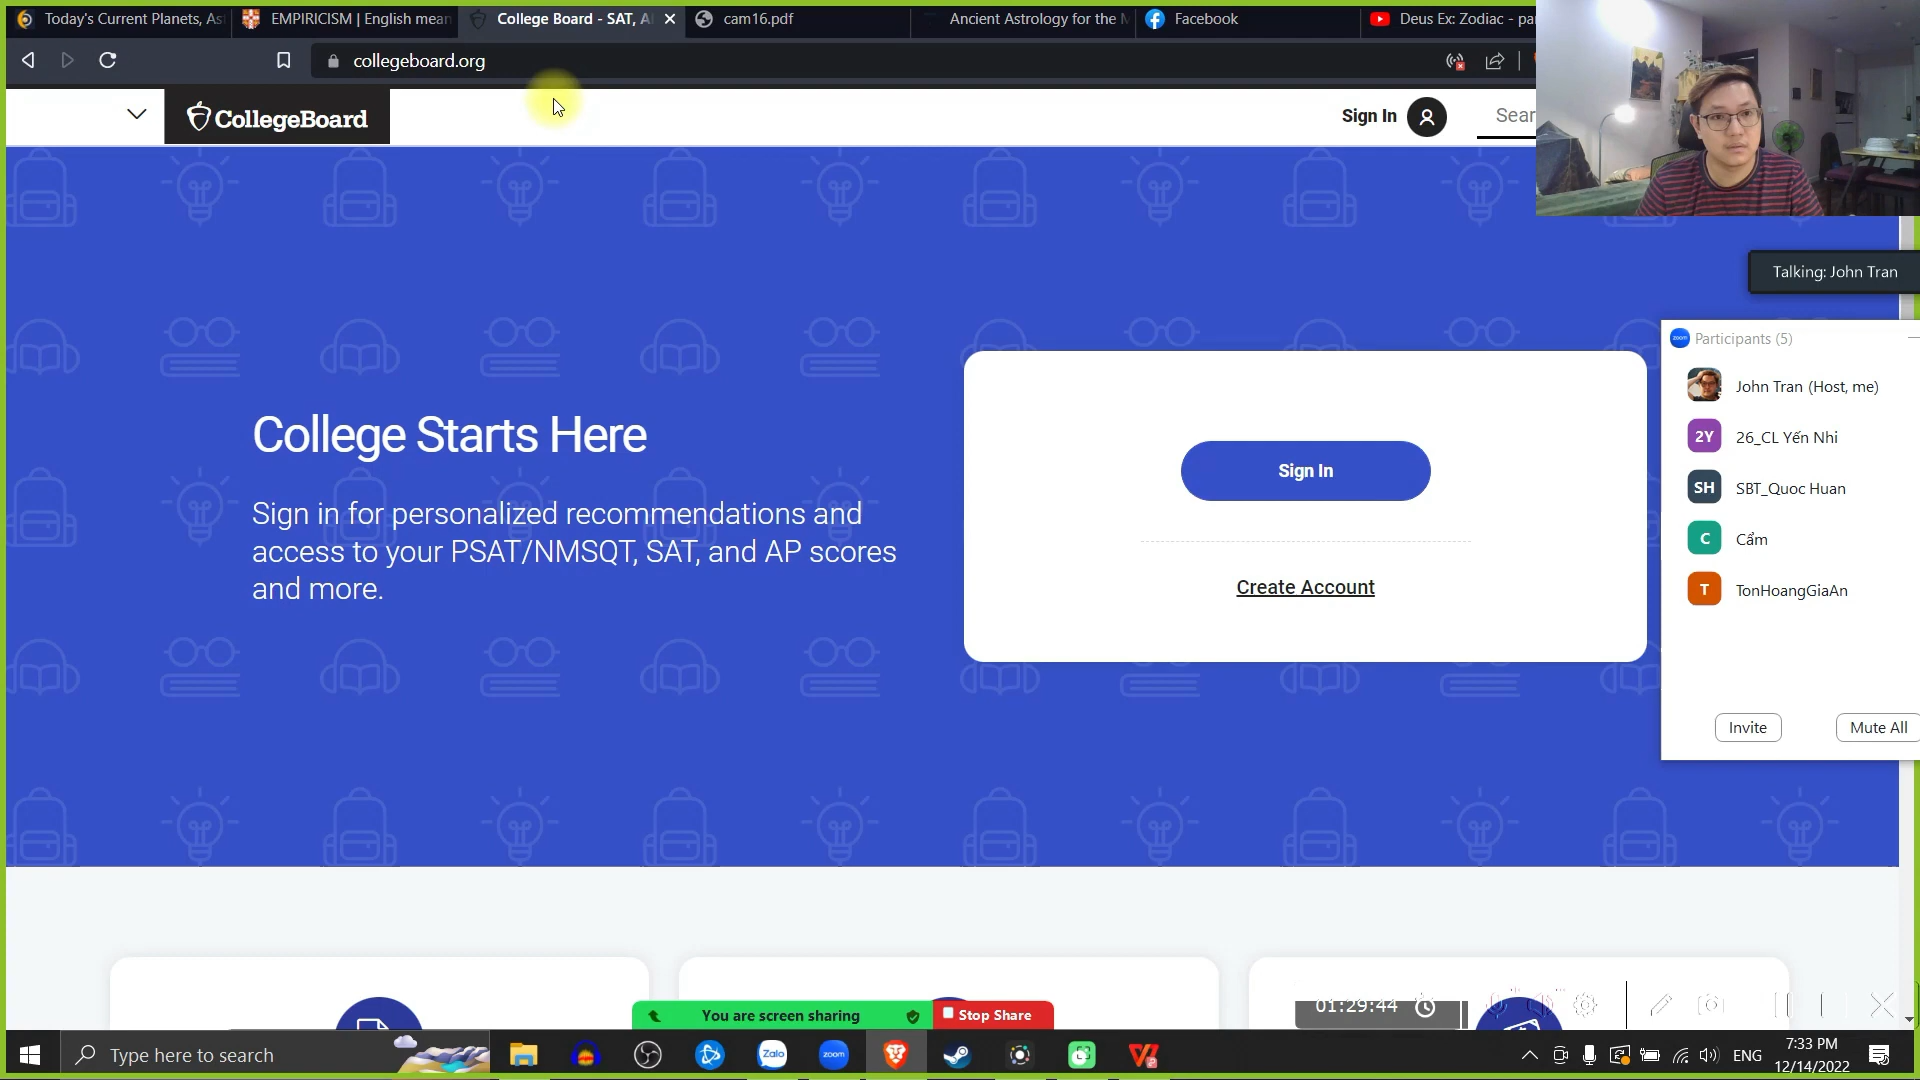 Today's Current Planets, As
EMPIRICISM | English mean
College Board - SAT, A
cam16.pdf
Ancient Astrology for the M
Facebook
Deus Ex: Zodiac - pa
collegeboard.org
CollegeBoard
Sign In
Sear
Talking: John Tran
zoom
Participants (5)
John Tran (Host, me)
2Y 26_CL Yến Nhi
SH SBT_Quoc Huan
C Cẩm
T TonHoangGiaAn
Invite
Mute All
College Starts Here
Sign in for personalized recommendations and
access to your PSAT/NMSQT, SAT, and AP scores
and more.
Sign In
Create Account
01:29:44
You are screen sharing
Stop Share
Type here to search
Zalo
zoom
ENG
7:33 PM
12/14/2022